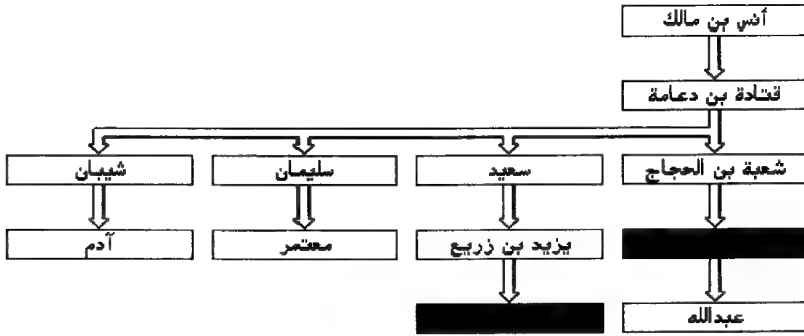 أنس بن مالك
قتادة بن دعامة
شعبة بن الحجاج
سعيد
سليمان
شيبان
يزيد بن زريع
معتمر
آدم
عبدالله